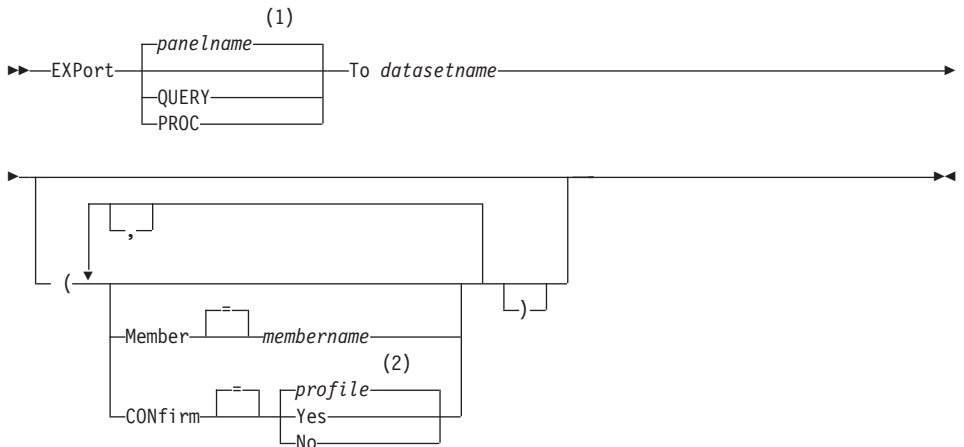 (1)
panelname
EXPort To datasetname
QUERY
PROC
,
( )
=
Member membername
(2)
= profile
CONfirm Yes
No